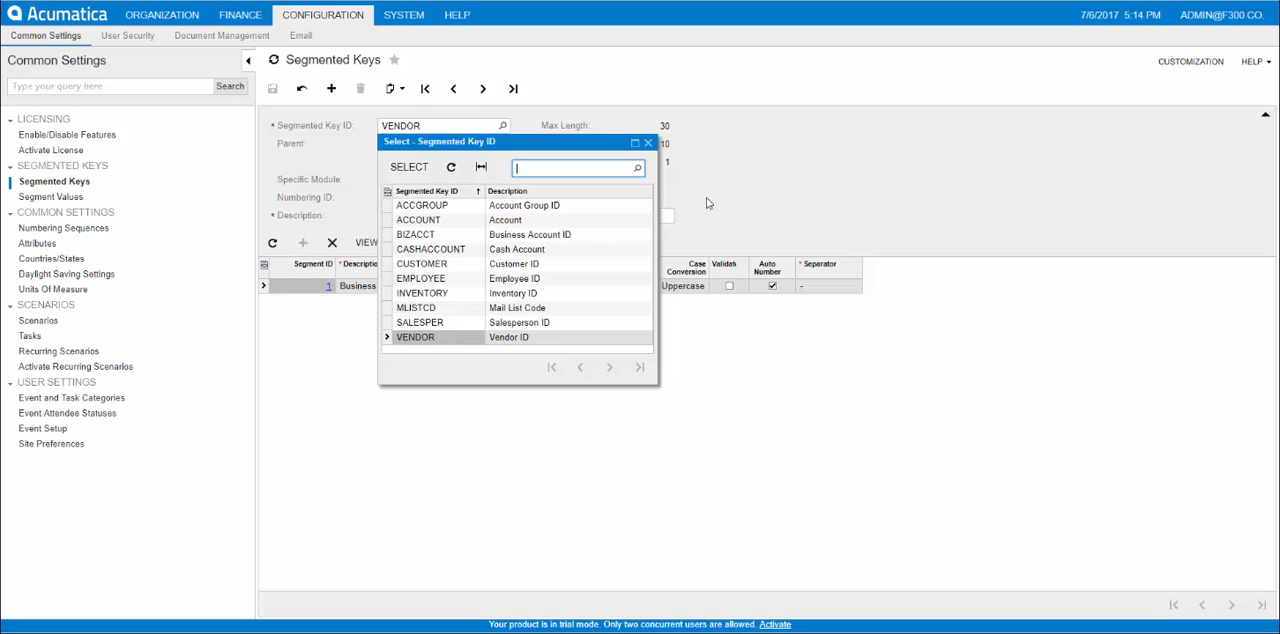 Acumatica ORGANIZATION FINANCE CONFIGURATION SYSTEM HELP 7/6/2017 5:14 PM ADMIN@F300 CO.
Common Settings User Security Document Management Email
Common Settings
Type your query here Search
LICENSING
Enable/Disable Features
Activate License
SEGMENTED KEYS
Segmented Keys
Segment Values
COMMON SETTINGS
Numbering Sequences
Attributes
Countries/States
Daylight Saving Settings
Units Of Measure
SCENARIOS
Scenarios
Tasks
Recurring Scenarios
Activate Recurring Scenarios
USER SETTINGS
Event and Task Categories
Event Attendee Statuses
Event Setup
Site Preferences
Segmented Keys CUSTOMIZATION HELP
* Segmented Key ID: VENDOR Max Length: 30
Parent: 10
1
Specific Module:
Numbering ID:
* Description:
VIEW
Segment ID * Descriptio Case Conversion Validate Auto Number * Separator
1 Business Uppercase -
Select - Segmented Key ID
SELECT
Segmented Key ID Description
ACCGROUP Account Group ID
ACCOUNT Account
BIZACCT Business Account ID
CASHACCOUNT Cash Account
CUSTOMER Customer ID
EMPLOYEE Employee ID
INVENTORY Inventory ID
MLISTCD Mail List Code
SALESPER Salesperson ID
VENDOR Vendor ID
Your product is in trial mode. Only two concurrent users are allowed. Activate